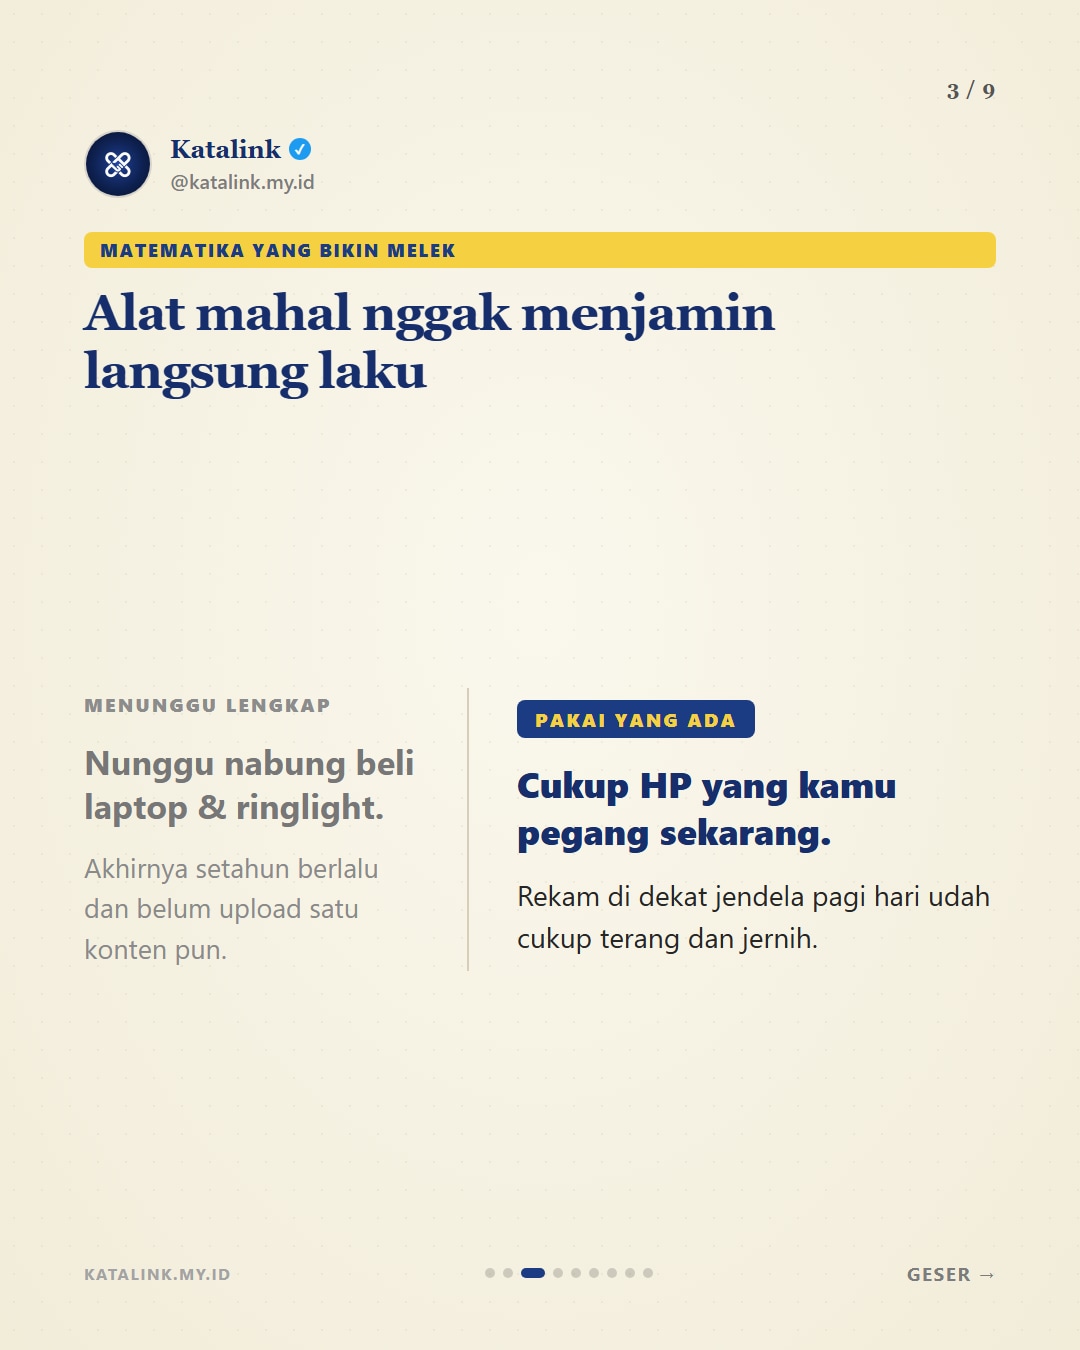 3 / 9
Katalink
@katalink.my.id
MATEMATIKA YANG BIKIN MELEK
Alat mahal nggak menjamin
langsung laku
MENUNGGU LENGKAP
Nunggu nabung beli
laptop & ringlight.
Akhirnya setahun berlalu
dan belum upload satu
konten pun.
PAKAI YANG ADA
Cukup HP yang kamu
pegang sekarang.
Rekam di dekat jendela pagi hari udah
cukup terang dan jernih.
KATALINK.MY.ID
GESER →